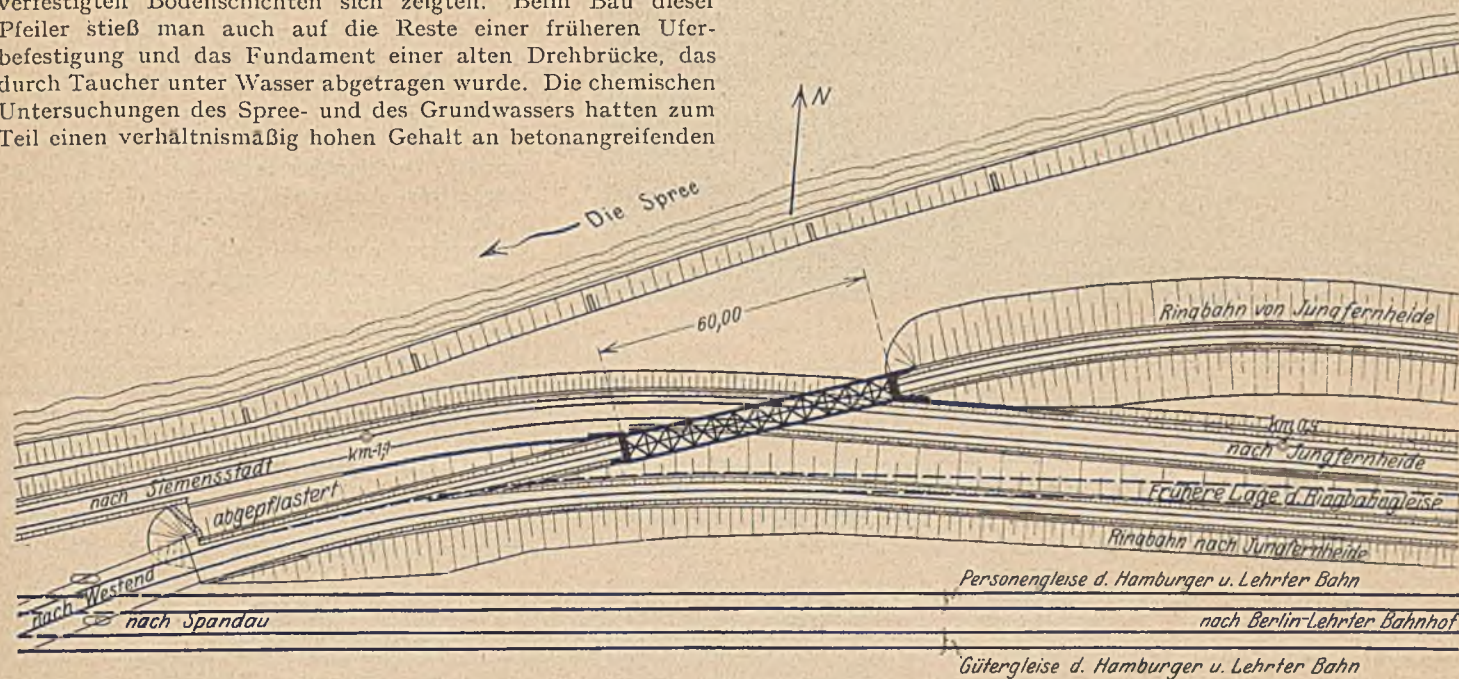 verfestigten Bodenschichten sich zeigten. Beim Bau dieser
Pfeiler stieß man auch auf die Reste einer früheren Ufer-
befestigung und das Fundament einer alten Drehbrücke, das
durch Taucher unter Wasser abgetragen wurde. Die chemischen
Untersuchungen des Spree- und des Grundwassers hatten zum
Teil einen verhältnismäßig hohen Gehalt an betonangreifenden
N
Die Spree
60,00
Ringbahn von Jungfernheide
km 0,4
nach Jungfernheide
km-1,9
nach Siemensstadt
abgepflastert
Frühere Lage d. Ringbahngleise
Ringbahn nach Jungfernheide
nach Westend
Personengleise d. Hamburger u. Lehrter Bahn
nach Spandau
nach Berlin-Lehrter Bahnhof
Gütergleise d. Hamburger u. Lehrter Bahn